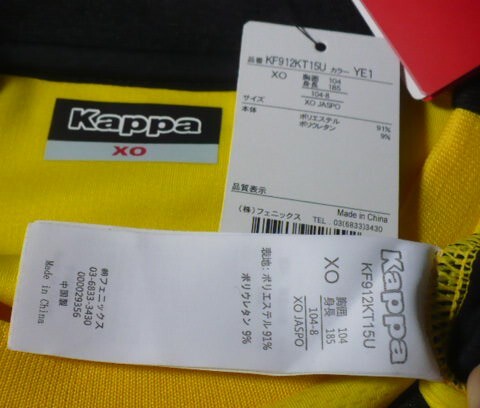 Kappa
XO
品番 KF912KT15U カラー YE1
XO 胸囲 104
身長 185
サイズ 104-8
XO JASPO
本体
ポリエステル 91%
ポリウレタン 9%
品質表示
(株)フェニックス Made in China
TEL. 03(6833)3430
Kappa
KF912KT15U
XO 胸囲 104
身長 185
104-8
XO JASPO
表地: ポリエステル 91%
ポリウレタン 9%
㈱フェニックス
03-6833-3430
000029356
中国製
Made in China